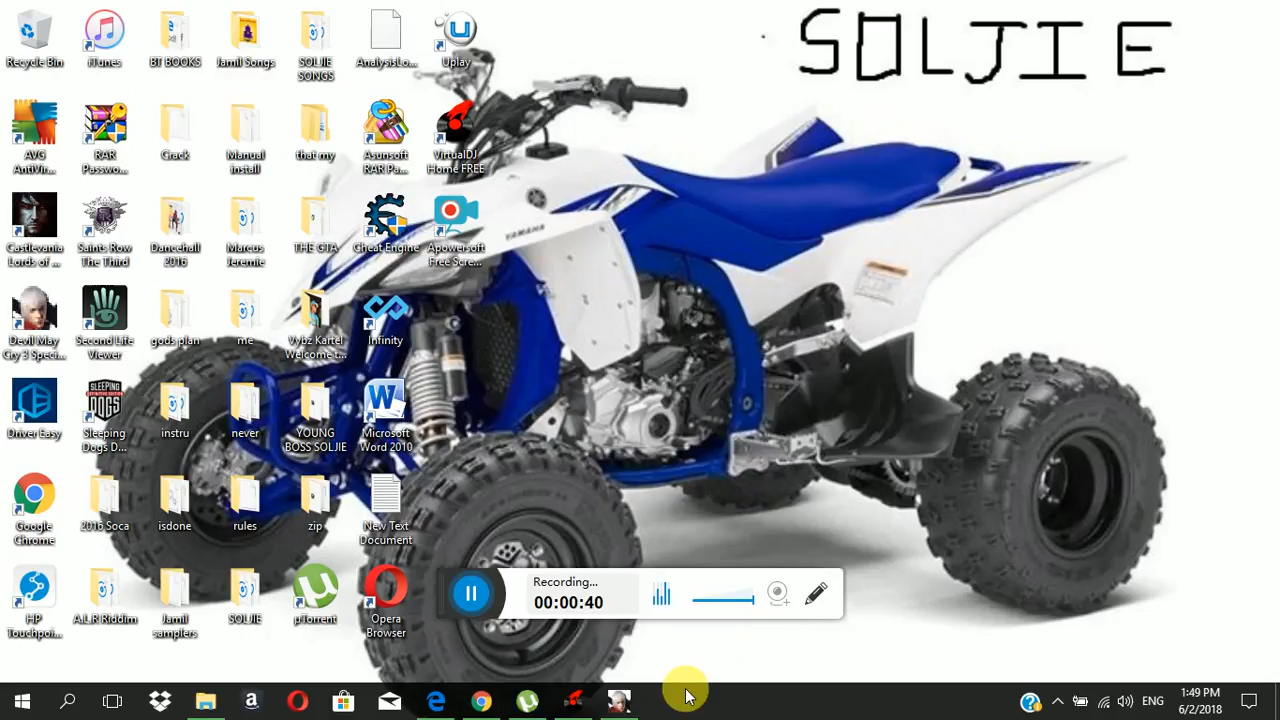 SOLJIE
Recycle Bin
iTunes
BT BOOKS
Jamil Songs
SOLJIE
SONGS
AnalysisLo...
Uplay
AVG
AntiVir...
RAR
Passwo...
Crack
Manual
install
that my
Asunsoft
RAR Pa...
VirtualDJ
Home FREE
Castlevania
Lords of ...
Saints Row
The Third
Dancehall
2016
Marcus
Jeremie
THE GTA
Cheat Engine
Apowersoft
Free Scre...
YAMAHA
Devil May
Cry 3 Speci...
Second Life
Viewer
gods plan
me
Vybz Kartel
Welcome t...
Infinity
DriverEasy
SLEEPING
DOGS
Sleeping
Dogs D...
instru
never
YOUNG
BOSS SOLJIE
Microsoft
Word 2010
Google
Chrome
2016 Soca
isdone
rules
zip
New Text
Document
HP
Touchpoi...
A.L.R Riddim
Jamil
samplers
SOLJIE
µTorrent
Opera
Browser
Recording...
00:00:40
ENG
1:49 PM
6/2/2018